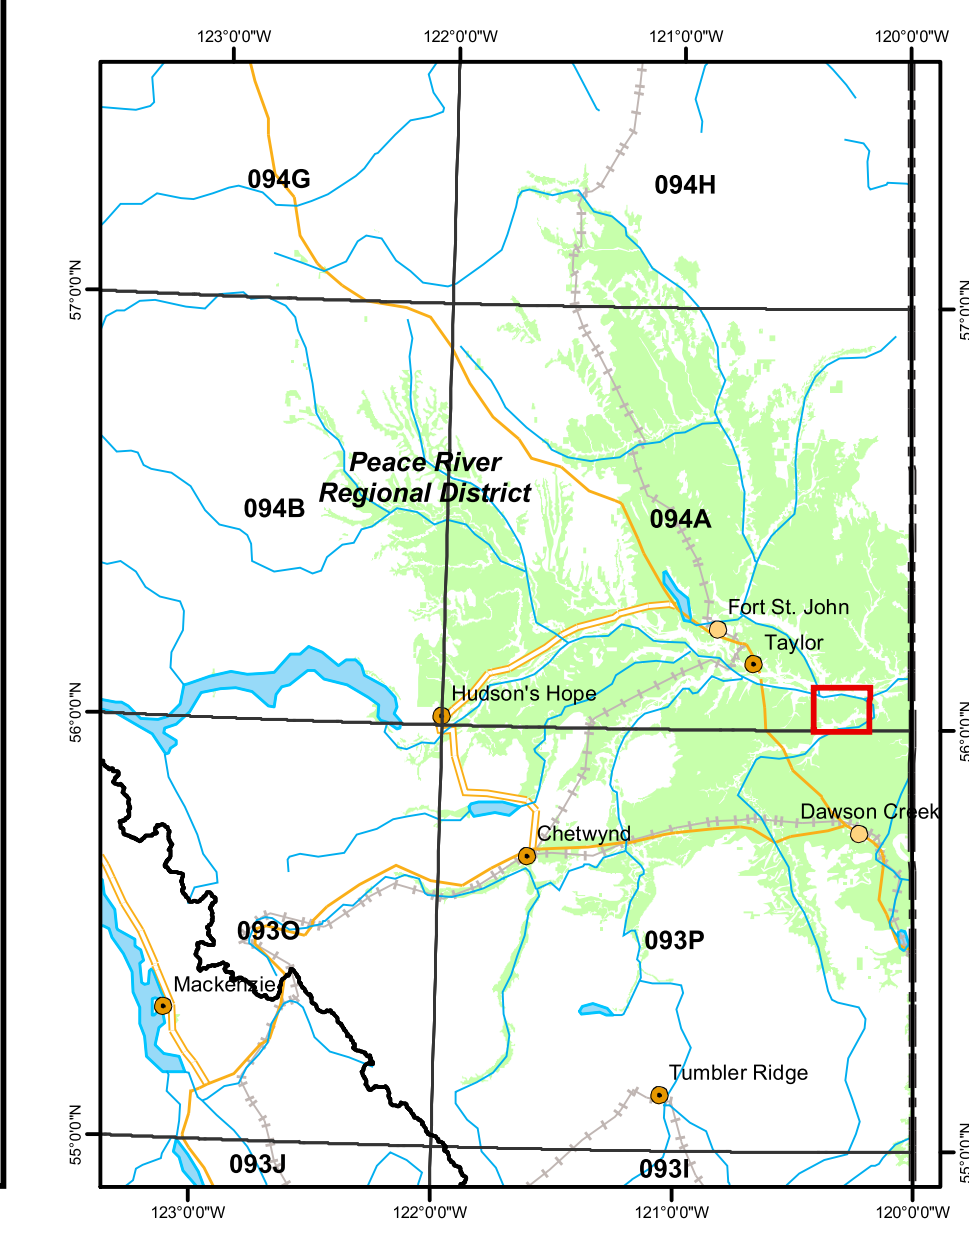 123°0'0"W
122°0'0"W
121°0'0"W
120°0'0"W
094G
094H
57°0'0"N
57°0'0"N
Peace River
Regional District
094B
094A
Fort St. John
Taylor
Hudson's Hope
56°0'0"N
56°0'0"N
Dawson Creek
Chetwynd
093O
093P
Mackenzie
Tumbler Ridge
55°0'0"N
55°0'0"N
093J
093I
123°0'0"W
122°0'0"W
121°0'0"W
120°0'0"W